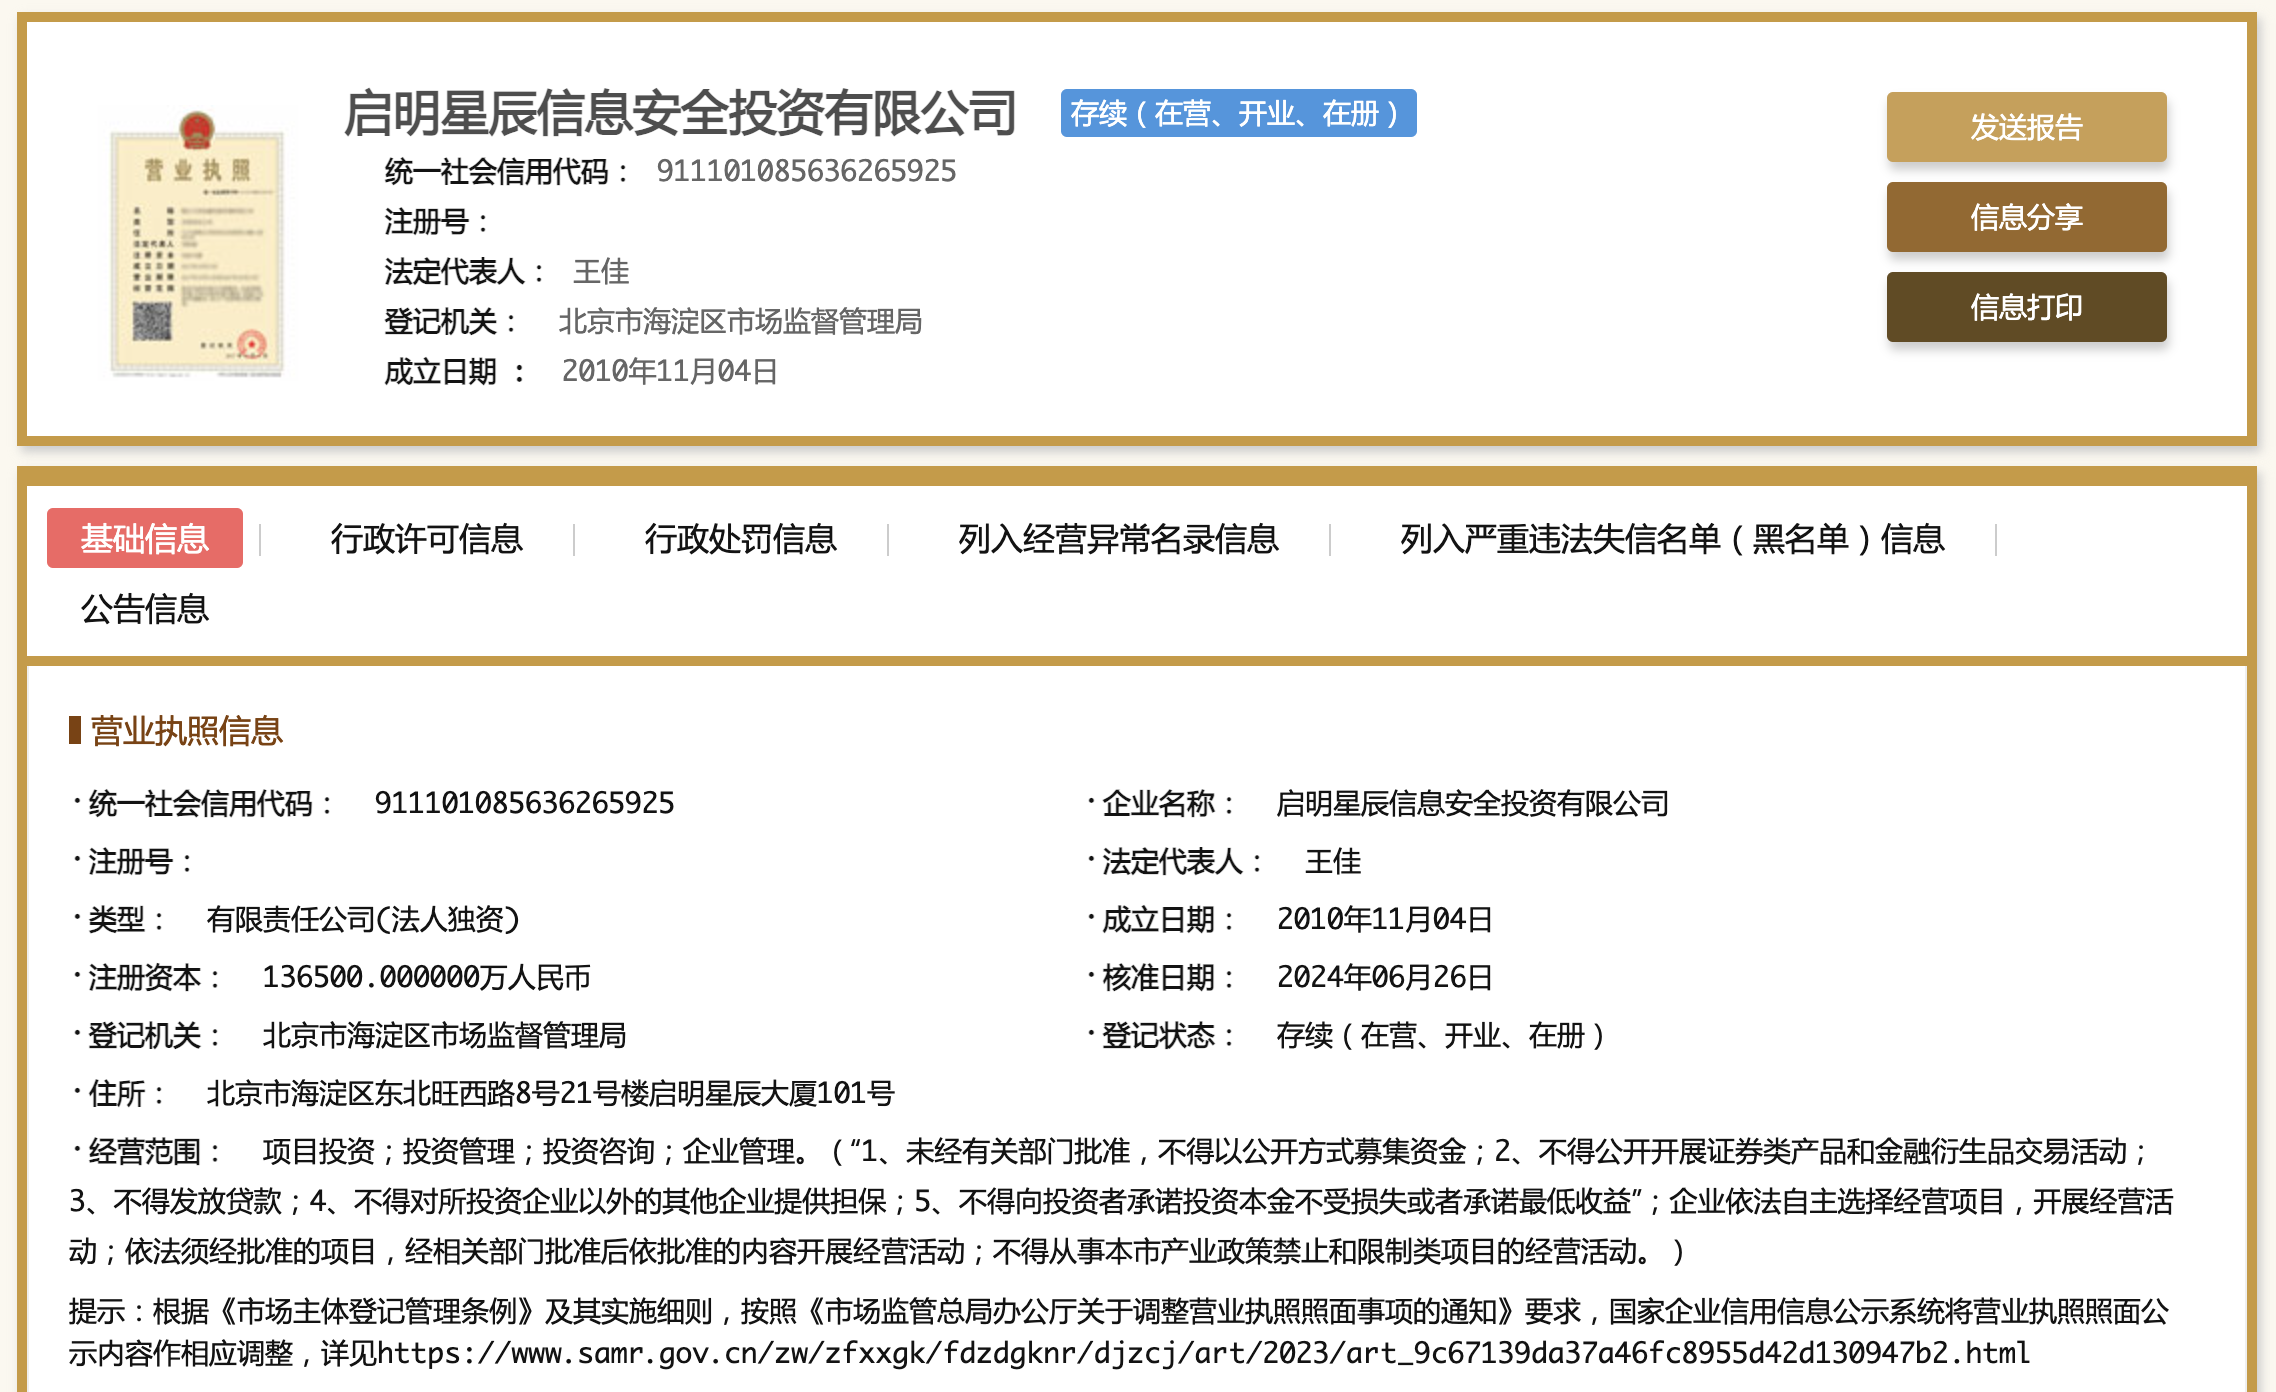 启明星辰信息安全投资有限公司 存续（在营、开业、在册）
统一社会信用代码： 911101085636265925
注册号：
法定代表人： 王佳
登记机关： 北京市海淀区市场监督管理局
成立日期 ： 2010年11月04日
营业执照
发送报告
信息分享
信息打印
基础信息 行政许可信息 行政处罚信息 列入经营异常名录信息 列入严重违法失信名单（黑名单）信息
公告信息
营业执照信息
·统一社会信用代码： 911101085636265925 ·企业名称： 启明星辰信息安全投资有限公司
·注册号： ·法定代表人： 王佳
·类型： 有限责任公司(法人独资) ·成立日期： 2010年11月04日
·注册资本： 136500.000000万人民币 ·核准日期： 2024年06月26日
·登记机关： 北京市海淀区市场监督管理局 ·登记状态： 存续（在营、开业、在册）
·住所： 北京市海淀区东北旺西路8号21号楼启明星辰大厦101号
·经营范围： 项目投资；投资管理；投资咨询；企业管理。（“1、未经有关部门批准，不得以公开方式募集资金；2、不得公开开展证券类产品和金融衍生品交易活动；
3、不得发放贷款；4、不得对所投资企业以外的其他企业提供担保；5、不得向投资者承诺投资本金不受损失或者承诺最低收益”；企业依法自主选择经营项目，开展经营活
动；依法须经批准的项目，经相关部门批准后依批准的内容开展经营活动；不得从事本市产业政策禁止和限制类项目的经营活动。）
提示：根据《市场主体登记管理条例》及其实施细则，按照《市场监管总局办公厅关于调整营业执照照面事项的通知》要求，国家企业信用信息公示系统将营业执照照面公
示内容作相应调整，详见https://www.samr.gov.cn/zw/zfxxgk/fdzdgknr/djzcj/art/2023/art_9c67139da37a46fc8955d42d130947b2.html